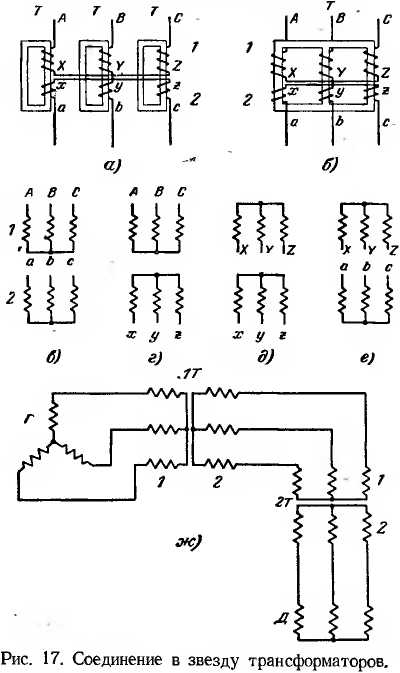 T T T T
A B C A B C
1 1
X Y Z X Y Z
x y z x y z
2 2
a b c a b c
а) б)
A B C A B C
1
X Y Z X Y Z
a b c a b c
2
x y z x y z
в) г) д) е)
1T
Г
1 2 1
2T
2
ж)
Д
Рис. 17. Соединение в звезду трансформаторов.